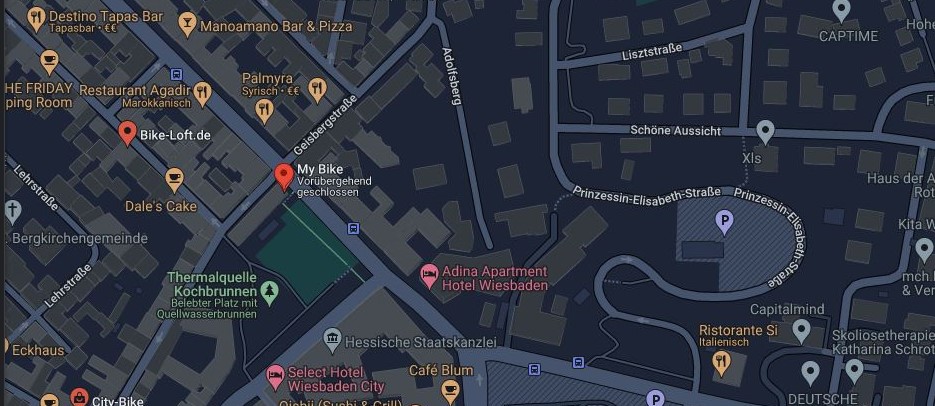 Destino Tapas Bar
Tapasbar • €€
Manoamano Bar & Pizza
CAPTIME
Lisztstraße
Adolfsberg
HE FRIDAY
ping Room
Restaurant Agadir
Marokkanisch
Palmyra
Syrisch • €€
Geisbergstraße
Bike-Loft.de
Schöne Aussicht
Xls
My Bike
Vorübergehend
geschlossen
Lehrstraße
Dale's Cake
Prinzessin-Elisabeth-Straße
Prinzessin-Elisabeth-Straße
Haus der A
Bergkirchengemeinde
P
Kita W
Lehrstraße
Thermalquelle
Kochbrunnen
Belebter Platz mit
Quellwasserbrunnen
Adina Apartment
Hotel Wiesbaden
mch.l
& Ver
Capitalmind
Hessische Staatskanzlei
Ristorante Si
Italienisch
Skoliosetherapie
Katharina Schrot
Eckhaus
Select Hotel
Wiesbaden City
Café Blum
City-Bike
P
DEUTSCHE